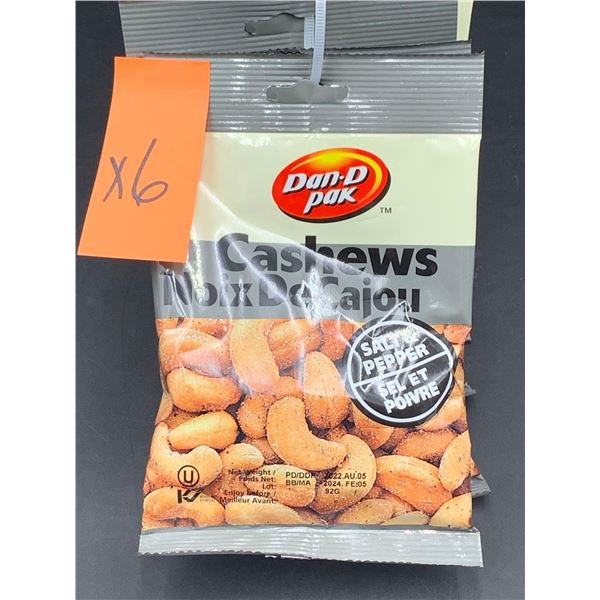 x6
Dan-D
pak
TM
Cashews
Noix De Cajou
SALT &
PEPPER
SEL ET
POIVRE
Net Weight /
Poids Net:
Lot:
Enjoy before /
Meilleur Avant:
PD/DDF 2022.AU.05
BB/MA 2024.FE.05
92G
U
K